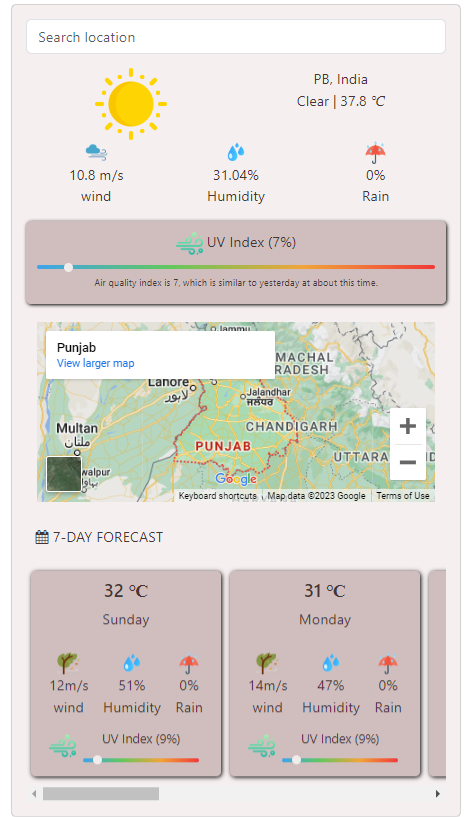 Search location
PB, India
Clear | 37.8 ℃
10.8 m/s
31.04%
0%
wind
Humidity
Rain
UV Index (7%)
Air quality index is 7, which is similar to yesterday at about this time.
Jammu
Punjab
View larger map
MACHAL
RADESH
Lahore
لاہور
Jalandhar
ਜਲੰਧਰ
Multan
ملتان
CHANDIGARH
PUNJAB
UTTARA
ND
walpur
Google
Keyboard shortcuts
Map data ©2023 Google
Terms of Use
7-DAY FORECAST
32 ℃
Sunday
12m/s
51%
0%
wind
Humidity
Rain
UV Index (9%)
31 ℃
Monday
14m/s
47%
0%
wind
Humidity
Rain
UV Index (9%)